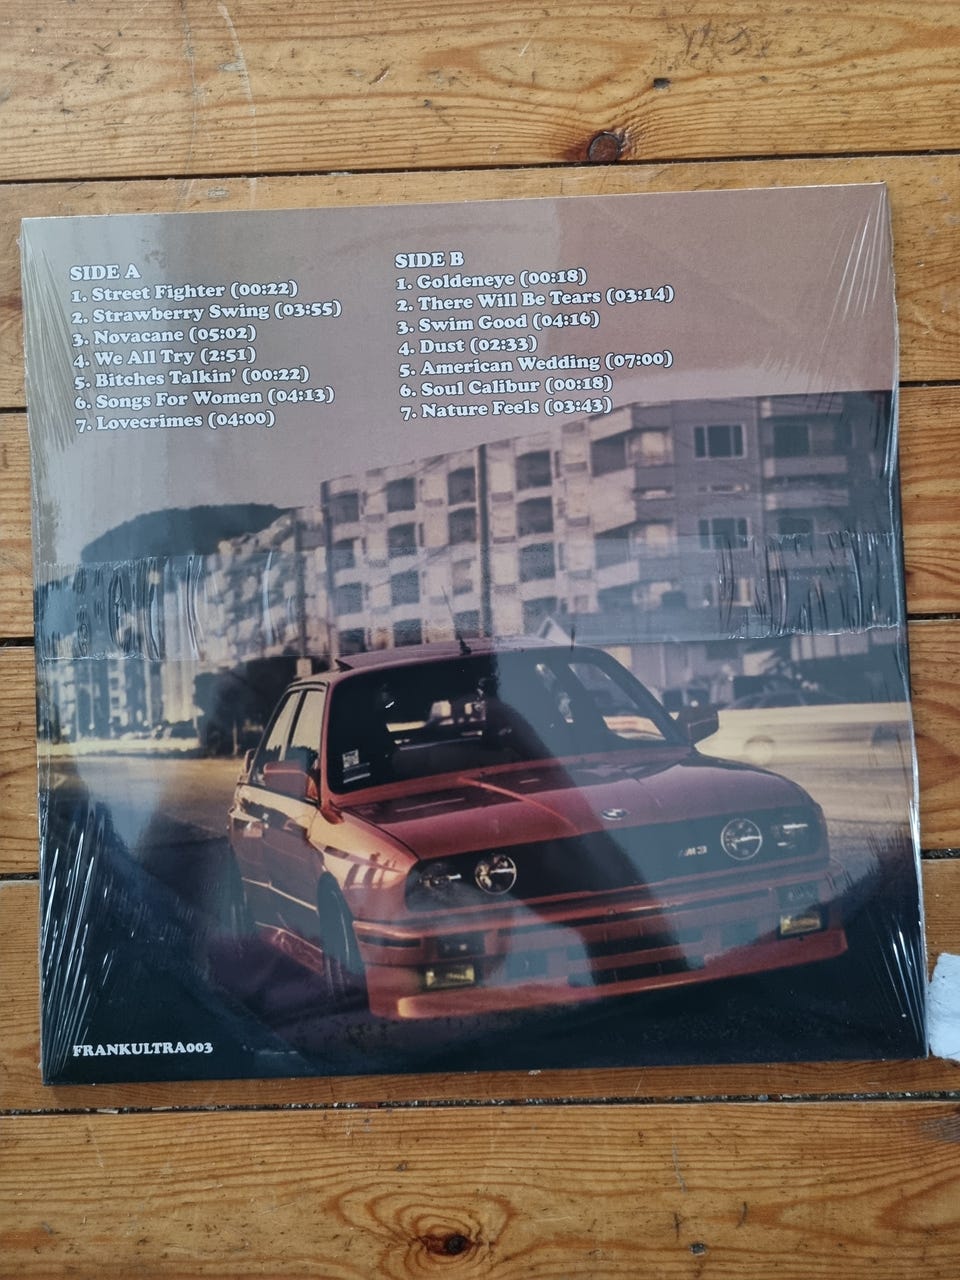 SIDE A
1. Street Fighter (00:22)
2. Strawberry Swing (03:55)
3. Novacane (05:02)
4. We All Try (2:51)
5. Bitches Talkin' (00:22)
6. Songs For Women (04:13)
7. Lovecrimes (04:00)
SIDE B
1. Goldeneye (00:18)
2. There Will Be Tears (03:14)
3. Swim Good (04:16)
4. Dust (02:33)
5. American Wedding (07:00)
6. Soul Calibur (00:18)
7. Nature Feels (03:43)
M3
FRANKULTRA003